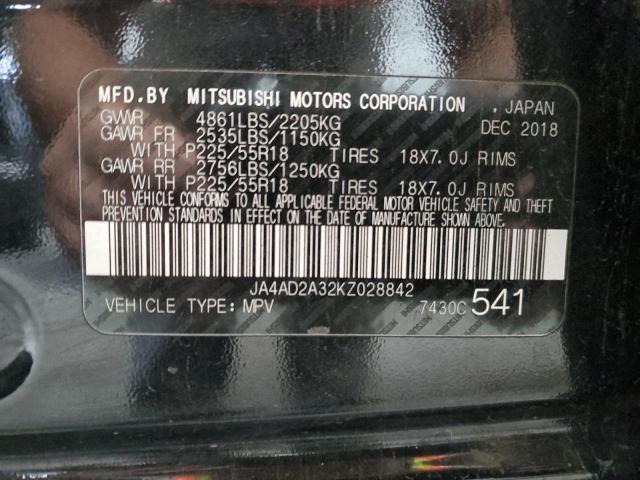 MFD. BY MITSUBISHI MOTORS CORPORATION , JAPAN
GVWR 4861LBS/2205KG DEC 2018
GAWR FR 2535LBS/1150KG
WITH P225/55R18 TIRES 18X7.0J RIMS
GAWR RR 2756LBS/1250KG
WITH P225/55R18 TIRES 18X7.0J RIMS
THIS VEHICLE CONFORMS TO ALL APPLICABLE FEDERAL MOTOR VEHICLE SAFETY AND THEFT
PREVENTION STANDARDS IN EFFECT ON THE DATE OF MANUFACTURE SHOWN ABOVE.
JA4AD2A32KZ028842
VEHICLE TYPE: MPV 7430C 541